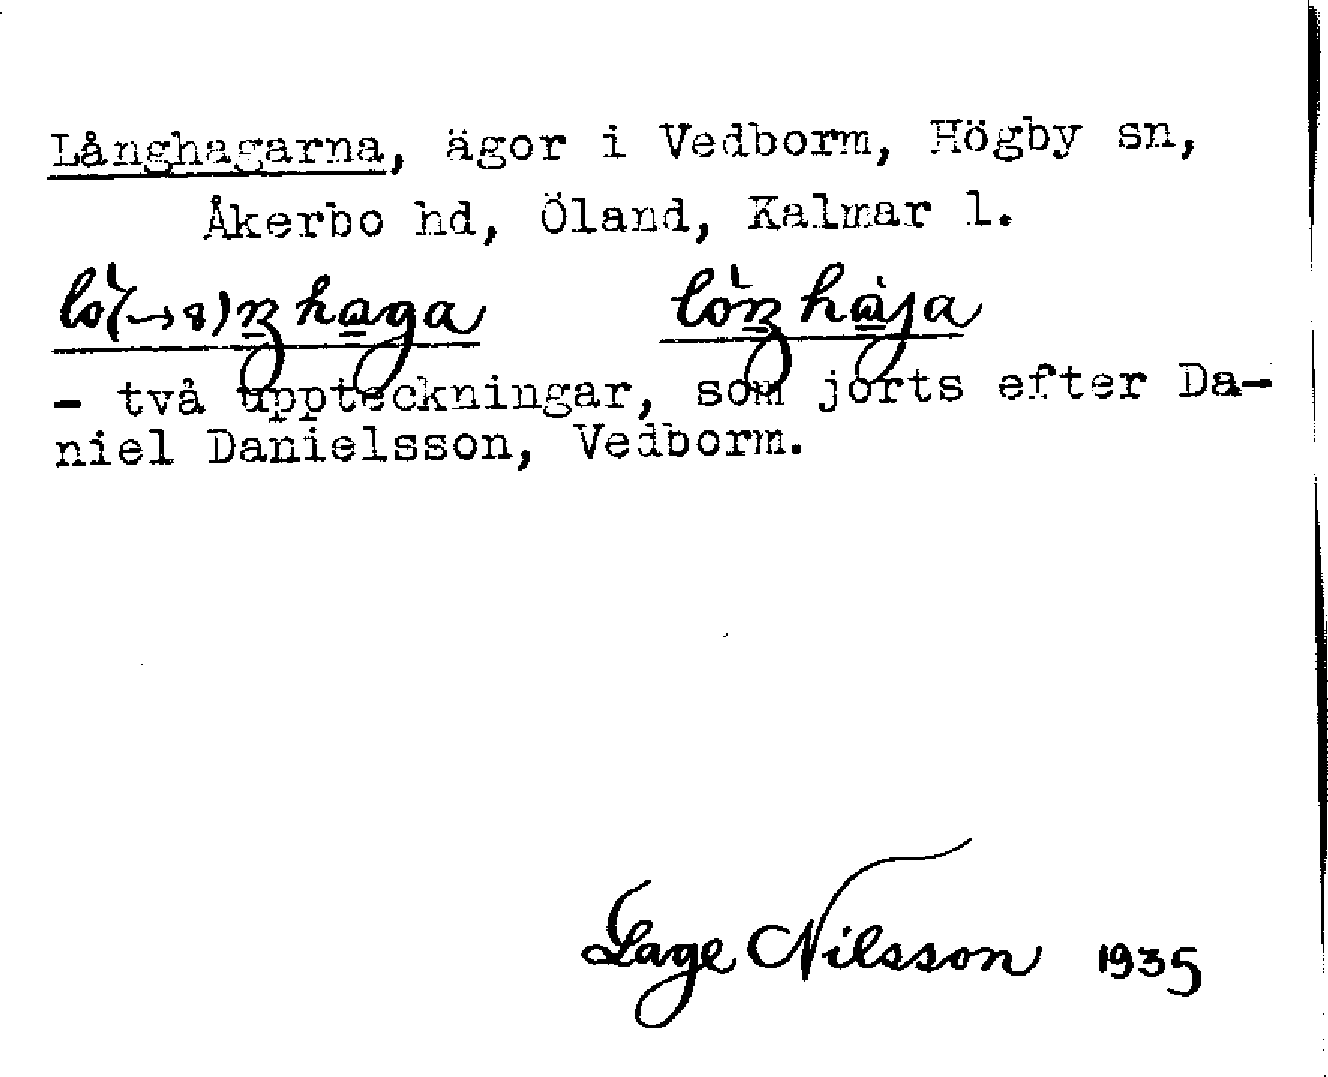 Långhagarna, ägor i Vedborm, Högby sn,
Åkerbo hd, Öland, Kalmar l.
- två uppteckningar, som jorts efter Da-
niel Danielsson, Vedborm.
Lage Nilsson 1935